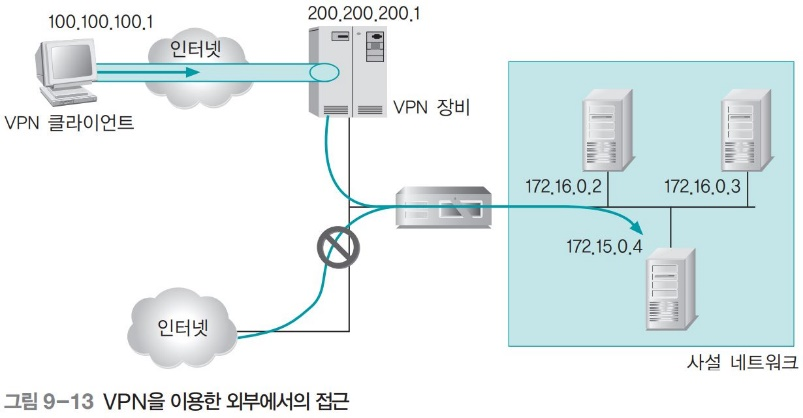 100.100.100.1
인터넷
200.200.200.1
VPN 클라이언트
VPN 장비
172.16.0.2
172.16.0.3
172.15.0.4
인터넷
사설 네트워크
그림 9-13 VPN을 이용한 외부에서의 접근